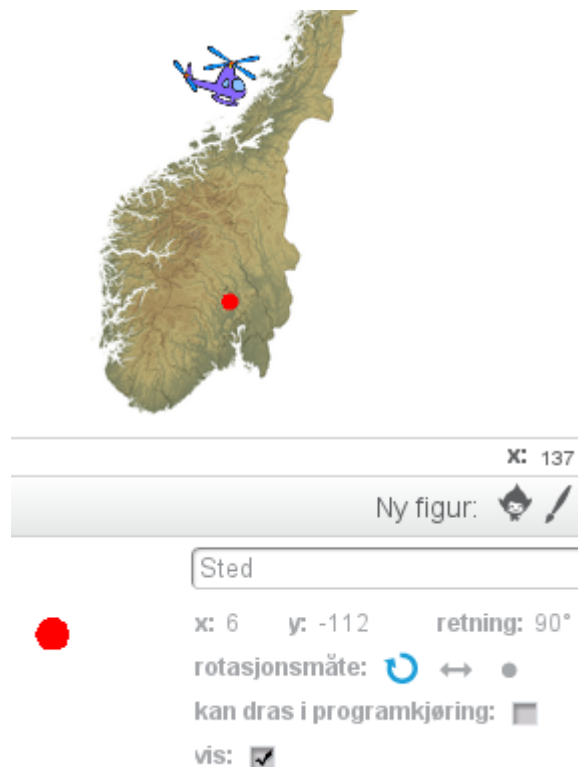 x: 137
Ny figur:
Sted
x: 6 y: -112 retning: 90°
rotasjonsmåte:
kan dras i programkjøring:
vis: